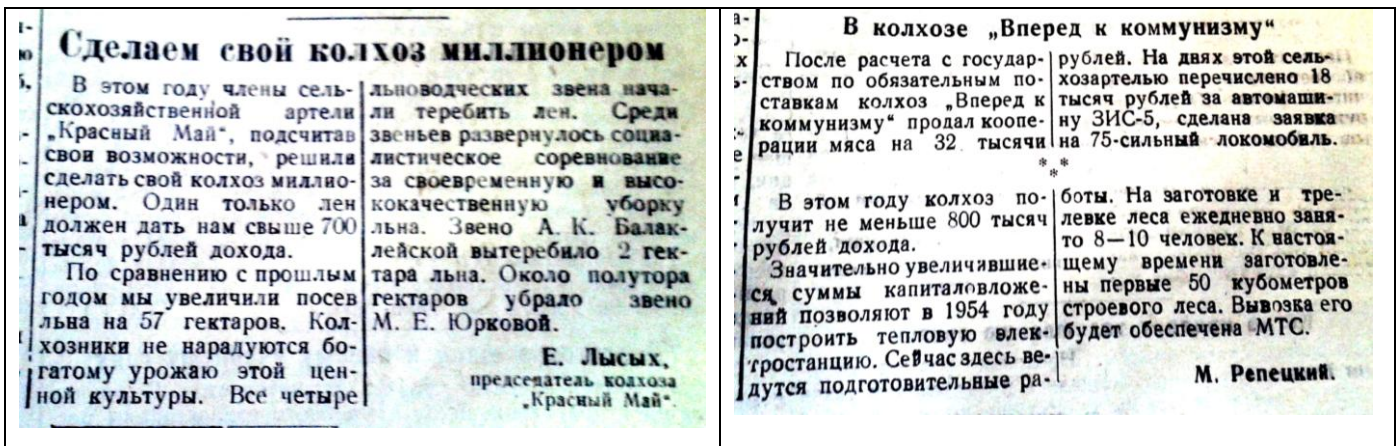 Сделаем свой колхоз миллионером
В этом году члены сель-
скохозяйственной артели
„Красный Май“, подсчитав
свои возможности, решили
сделать свой колхоз миллио-
нером. Один только лен
должен дать нам свыше 700
тысяч рублей дохода.
По сравнению с прошлым
годом мы увеличили посев
льна на 57 гектаров. Кол-
хозники не нарадуются бо-
гатому урожаю этой цен-
ной культуры. Все четыре
льноводческих звена нача-
ли теребить лен. Среди
звеньев развернулось социа-
листическое соревнование
за своевременную и высо-
кокачественную уборку
льна. Звено А. К. Балак-
лейской вытеребило 2 гек-
тара льна. Около полутора
гектаров убрало звено
М. Е. Юрковой.
Е. Лысых,
председатель колхоза
„Красный Май“.
В колхозе „Вперед к коммунизму“
После расчета с государ-
ством по обязательным по-
ставкам колхоз „Вперед к
коммунизму“ продал коопе-
рации мяса на 32 тысячи
рублей. На днях этой сель-
хозартелью перечислено 18
тысяч рублей за автомаши-
ну ЗИС-5, сделана заявка
на 75-сильный локомобиль.
* *
*
В этом году колхоз по-
лучит не меньше 800 тысяч
рублей дохода.
Значительно увеличившие-
ся суммы капиталовложе-
ний позволяют в 1954 году
построить тепловую элек-
тростанцию. Сейчас здесь ве-
дутся подготовительные ра-
боты. На заготовке и тре-
левке леса ежедневно заня-
то 8—10 человек. К настоя-
щему времени заготовле-
ны первые 50 кубометров
строевого леса. Вывозка его
будет обеспечена МТС.
М. Репецкий.